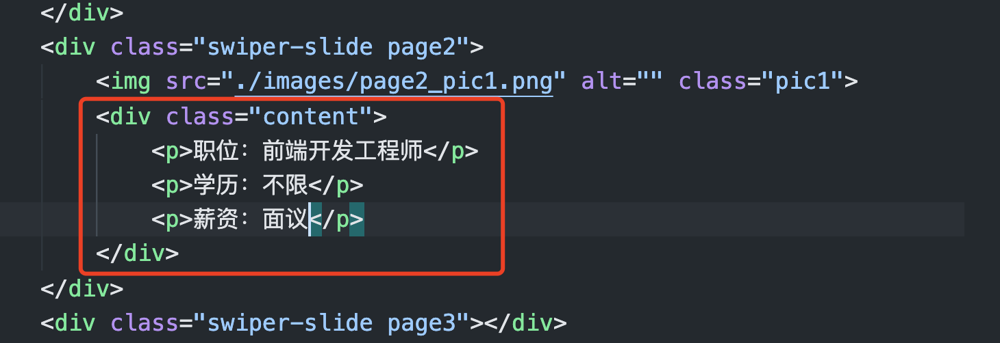 </div>
<div class="swiper-slide page2">
<img src="./images/page2_pic1.png" alt="" class="pic1">
<div class="content">
<p>职位：前端开发工程师</p>
<p>学历：不限</p>
<p>薪资：面议</p>
</div>
</div>
<div class="swiper-slide page3"></div>